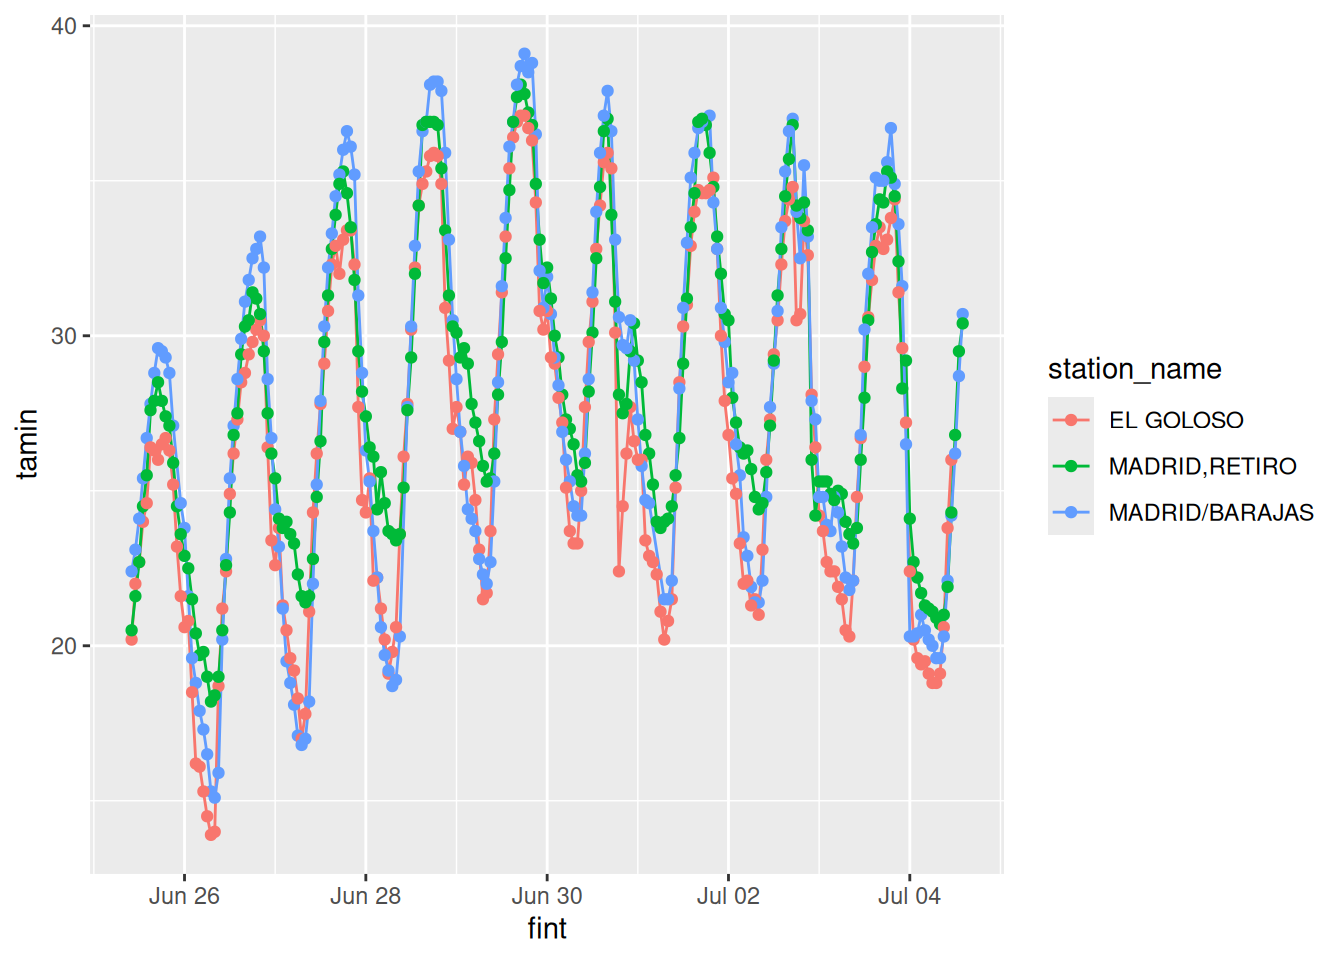 40
30
20
tamin
Jun 26
Jun 28
Jun 30
Jul 02
Jul 04
fint
station_name
EL GOLOSO
MADRID,RETIRO
MADRID/BARAJAS